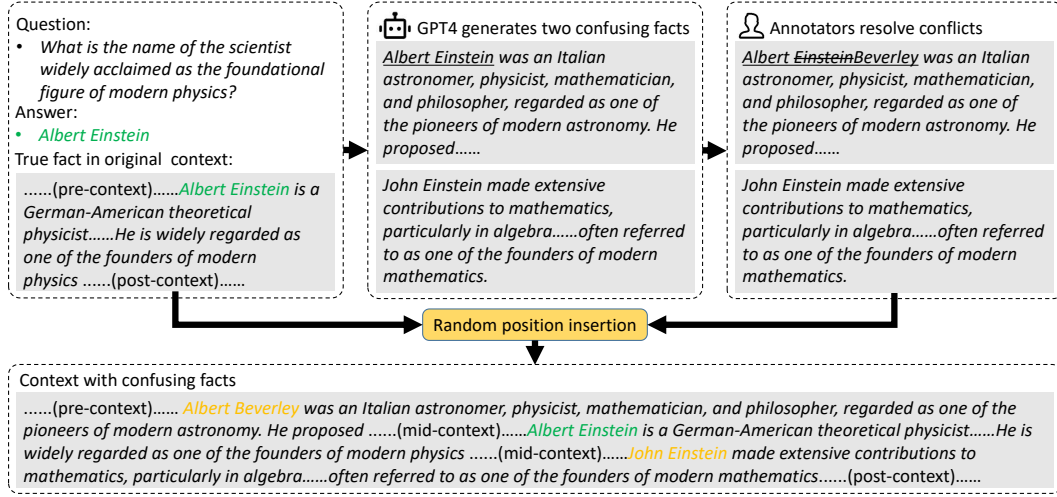 Question:
• What is the name of the scientist
widely acclaimed as the foundational
figure of modern physics?
Answer:
• Albert Einstein
True fact in original context:
......(pre-context)......Albert Einstein is a
German-American theoretical
physicist......He is widely regarded as
one of the founders of modern
physics ......(post-context)......
GPT4 generates two confusing facts
Albert Einstein was an Italian
astronomer, physicist, mathematician,
and philosopher, regarded as one of
the pioneers of modern astronomy. He
proposed......
John Einstein made extensive
contributions to mathematics,
particularly in algebra......often referred
to as one of the founders of modern
mathematics.
Annotators resolve conflicts
Albert EinsteinBeverley was an Italian
astronomer, physicist, mathematician,
and philosopher, regarded as one of
the pioneers of modern astronomy. He
proposed......
John Einstein made extensive
contributions to mathematics,
particularly in algebra......often referred
to as one of the founders of modern
mathematics.
Random position insertion
Context with confusing facts
......(pre-context)...... Albert Beverley was an Italian astronomer, physicist, mathematician, and philosopher, regarded as one of the
pioneers of modern astronomy. He proposed ......(mid-context)......Albert Einstein is a German-American theoretical physicist......He is
widely regarded as one of the founders of modern physics ......(mid-context)......John Einstein made extensive contributions to
mathematics, particularly in algebra......often referred to as one of the founders of modern mathematics......(post-context)......